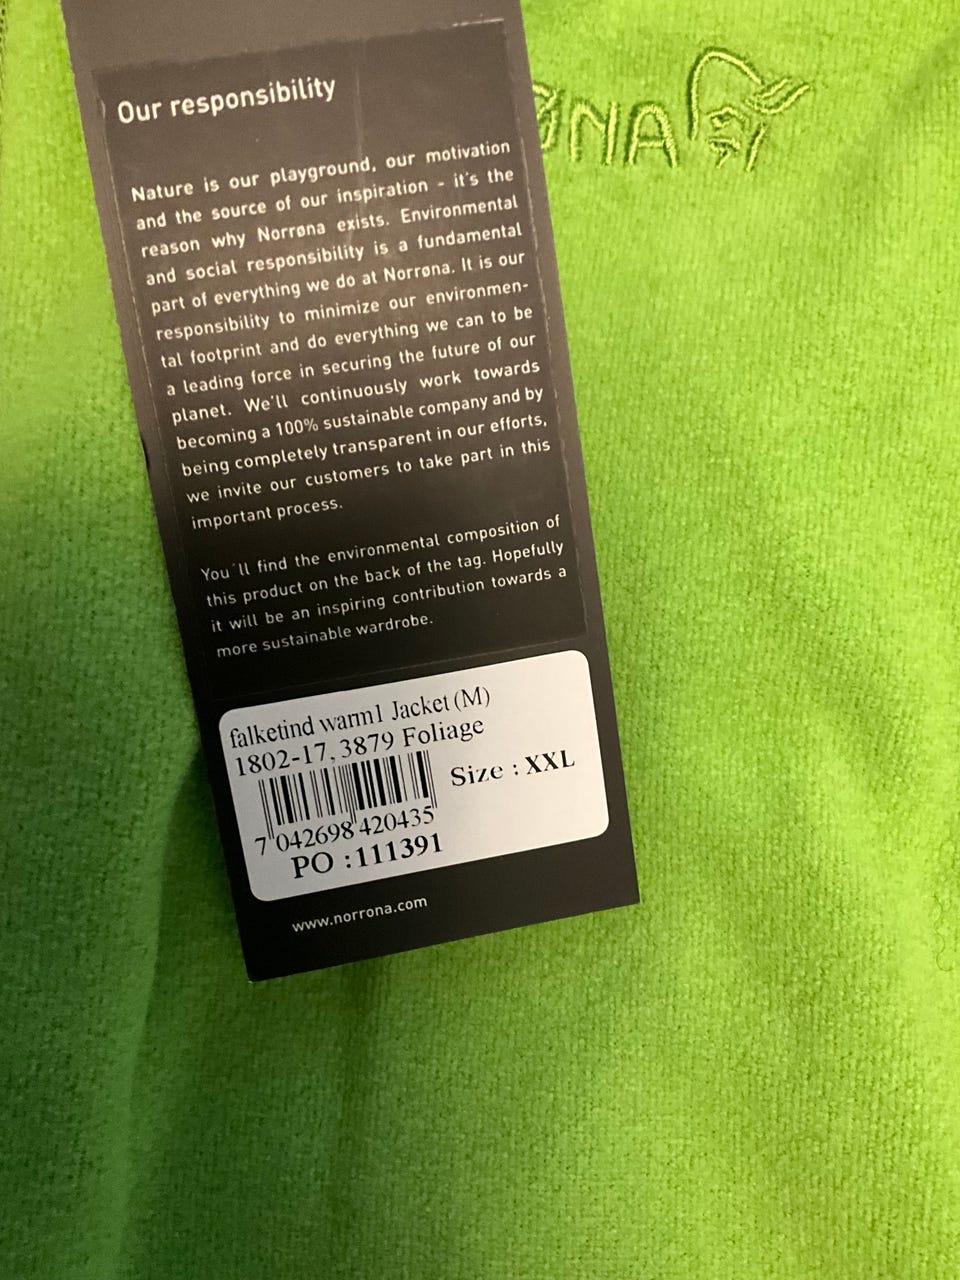 Our responsibility
Nature is our playground, our motivation
and the source of our inspiration - it's the
reason why Norrøna exists. Environmental
and social responsibility is a fundamental
part of everything we do at Norrøna. It is our
responsibility to minimize our environmen-
tal footprint and do everything we can to be
a leading force in securing the future of our
planet. We'll continuously work towards
becoming a 100% sustainable company and by
being completely transparent in our efforts,
we invite our customers to take part in this
important process.
You´ll find the environmental composition of
this product on the back of the tag. Hopefully
it will be an inspiring contribution towards a
more sustainable wardrobe.
falketind warm1 Jacket (M)
1802-17, 3879 Foliage
Size : XXL
7 042698 420435
PO :111391
www.norrona.com
ØNA